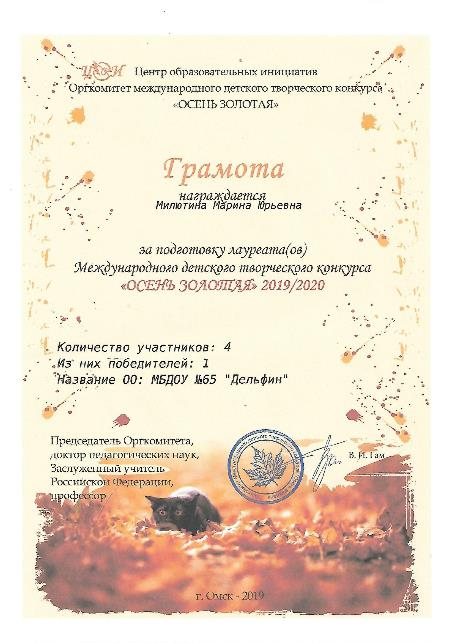 ЦОИ Центр образовательных инициатив
Оргкомитет международного детского творческого конкурса
«ОСЕНЬ ЗОЛОТАЯ»
Грамота
награждается
Милютина Марина Юрьевна
за подготовку лауреата(ов)
Международного детского творческого конкурса
«ОСЕНЬ ЗОЛОТАЯ» 2019/2020
Количество участников: 4
Из них победителей: 1
Название ОО: МБДОУ №65 "Дельфин"
Председатель Оргкомитета,
доктор педагогических наук,
Заслуженный учитель
Российской Федерации,
профессор
В. И. Гам
г. Омск - 2019